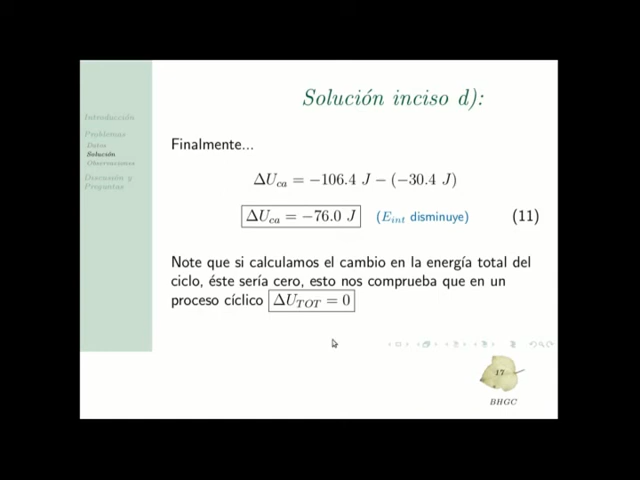 Solución inciso d):
Introducción
Problemas
Datos
Solución
Observaciones
Discusión y
Preguntas
Finalmente...
ΔU_ca = −106.4 J − (−30.4 J)
ΔU_ca = −76.0 J (E_int disminuye) (11)
Note que si calculamos el cambio en la energía total del
ciclo, éste sería cero, esto nos comprueba que en un
proceso cíclico ΔU_TOT = 0
17
BHGC